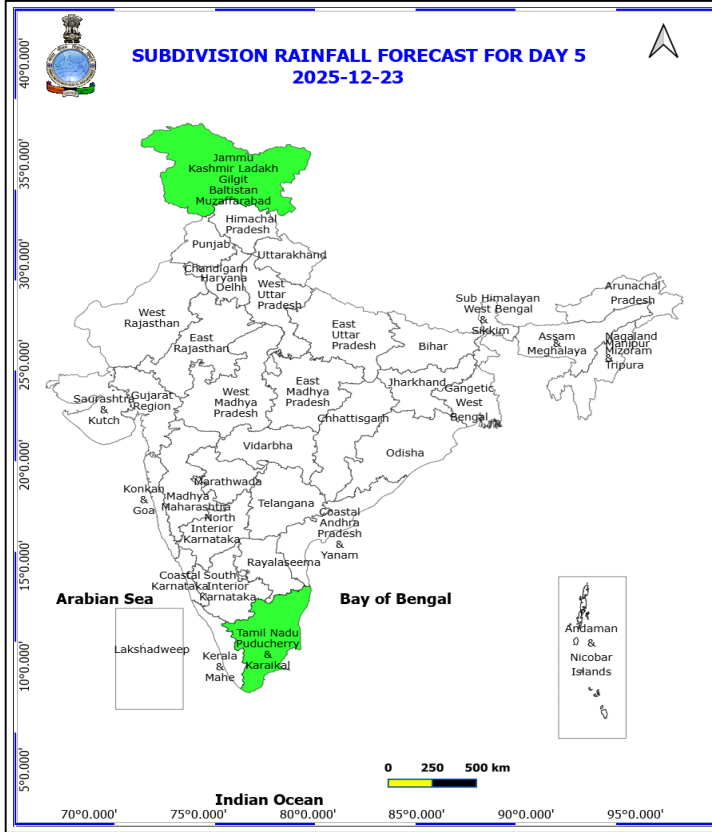 SUBDIVISION RAINFALL FORECAST FOR DAY 5
2025-12-23
40°0.000'
35°0.000'
30°0.000'
25°0.000'
20°0.000'
15°0.000'
10°0.000'
5°0.000'
Jammu
Kashmir Ladakh
Gilgit
Baltistan
Muzaffarabad
Himachal
Pradesh
Punjab
Uttarakhand
Chandigarh
Haryana
Delhi
West
Uttar
Pradesh
Arunachal
Pradesh
Sub Himalayan
West Bengal
&
Sikkim
West
Rajasthan
East
Rajasthan
East
Uttar
Pradesh
Bihar
Assam
&
Meghalaya
Nagaland
Manipur
Mizoram
&
Tripura
Saurashtra
&
Kutch
Gujarat
Region
West
Madhya
Pradesh
East
Madhya
Pradesh
Jharkhand
Gangetic
West
Bengal
Chhattisgarh
Vidarbha
Odisha
Konkan
&
Goa
Marathwada
Madhya
Maharashtra
Telangana
North
Interior
Karnataka
Coastal
Andhra
Pradesh
&
Yanam
Rayalaseema
Coastal
Karnataka
South
Interior
Karnataka
Arabian Sea
Bay of Bengal
Lakshadweep
Kerala
&
Mahe
Tamil Nadu
Puducherry
&
Karaikal
Andaman
&
Nicobar
Islands
0 250 500 km
Indian Ocean
70°0.000' 75°0.000' 80°0.000' 85°0.000' 90°0.000' 95°0.000'